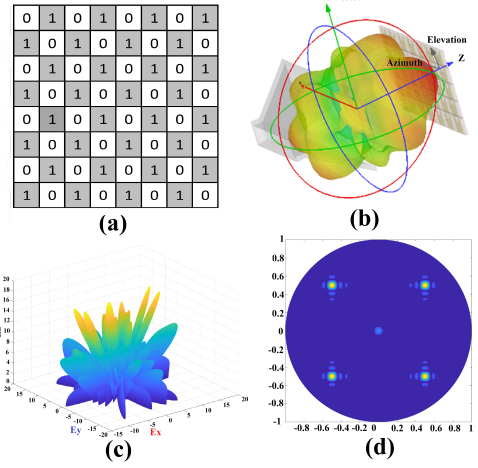 0 1 0 1 0 1 0 1
1 0 1 0 1 0 1 0
0 1 0 1 0 1 0 1
1 0 1 0 1 0 1 0
0 1 0 1 0 1 0 1
1 0 1 0 1 0 1 0
0 1 0 1 0 1 0 1
1 0 1 0 1 0 1 0
(a)
Elevation
Azimuth
Z
(b)
20
18
16
14
12
10
8
6
4
2
0
20 15 10 5 0 -5 -10 -15 -20
Ey
-15 -10 -5 0 5 10 15 20
Ex
(c)
1
0.8
0.6
0.4
0.2
0
-0.2
-0.4
-0.6
-0.8
-1
-0.8 -0.6 -0.4 -0.2 0 0.2 0.4 0.6 0.8 1
(d)